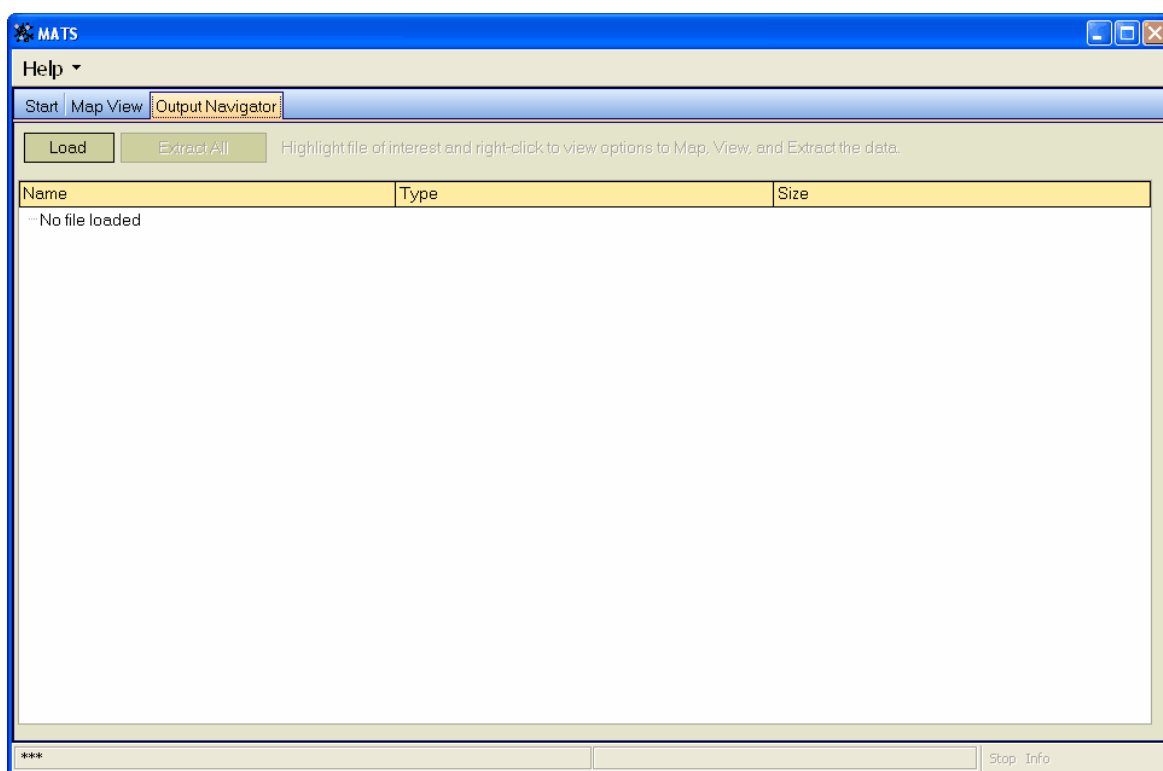 MATS
Help
Start Map View Output Navigator
Load Extract All Highlight file of interest and right-click to view options to Map, View, and Extract the data.
Name Type Size
No file loaded
*** Stop Info